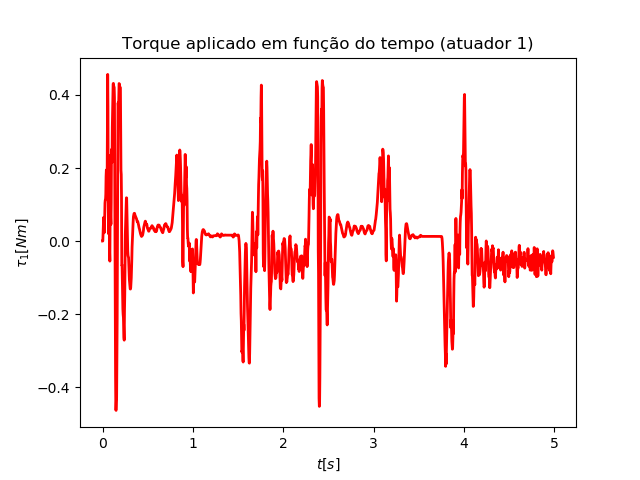 Torque aplicado em função do tempo (atuador 1)
0.4
0.2
0.0
−0.2
−0.4
τ₁[Nm]
0 1 2 3 4 5
t[s]